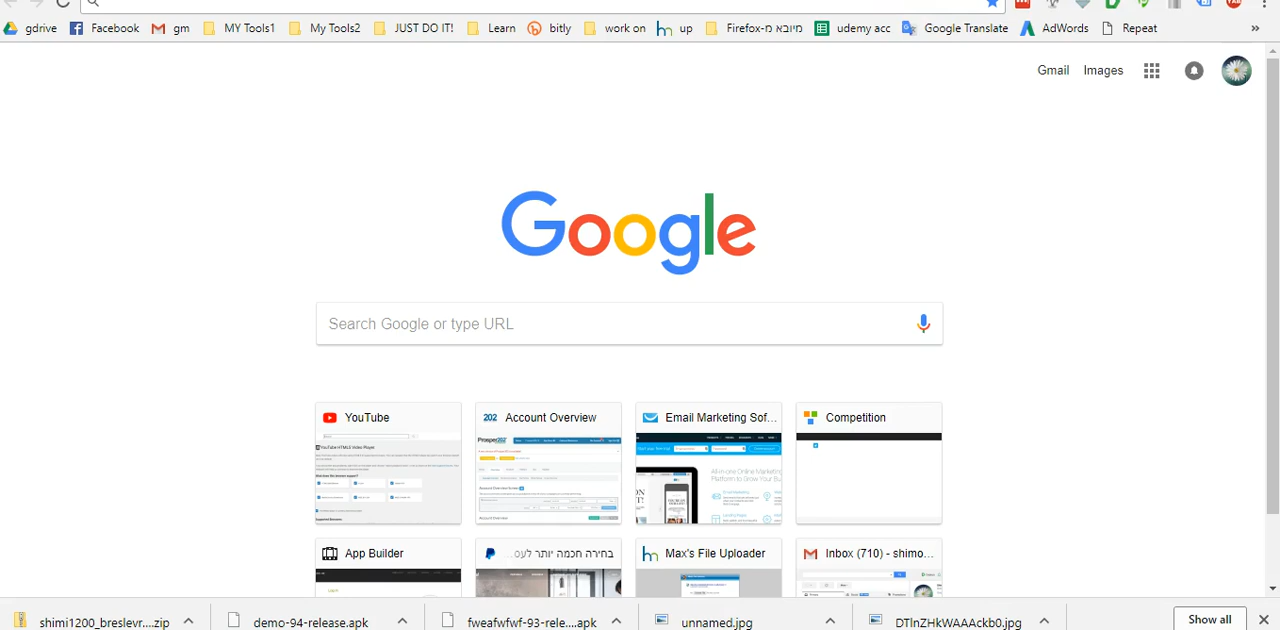 gdrive Facebook gm MY Tools1 My Tools2 JUST DO IT! Learn bitly work on up Firefox-מיובא מ udemy acc Google Translate AdWords Repeat »
Gmail Images
Google
Search Google or type URL
YouTube 202 Account Overview Email Marketing Sof... Competition
Prosper202
App Builder בחירה חכמה יותר לעס... Max's File Uploader Inbox (710) - shimo...
shimi1200_breslevr....zip demo-94-release.apk fweafwfwf-93-rele....apk unnamed.jpg DTlnZHkWAAAckb0.jpg Show all